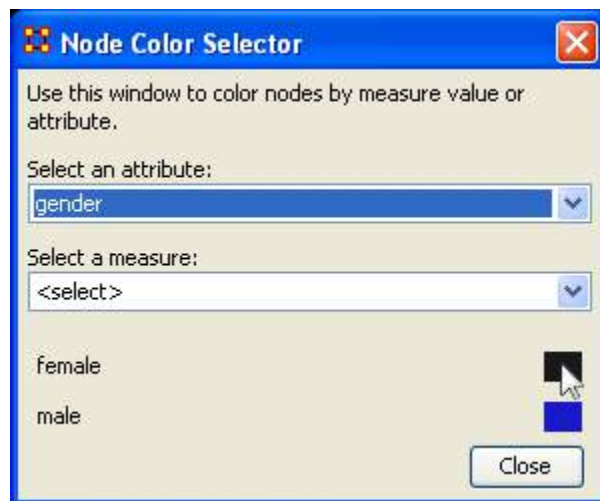 Node Color Selector
Use this window to color nodes by measure value or
attribute.
Select an attribute:
gender
Select a measure:
<select>
female
male
Close